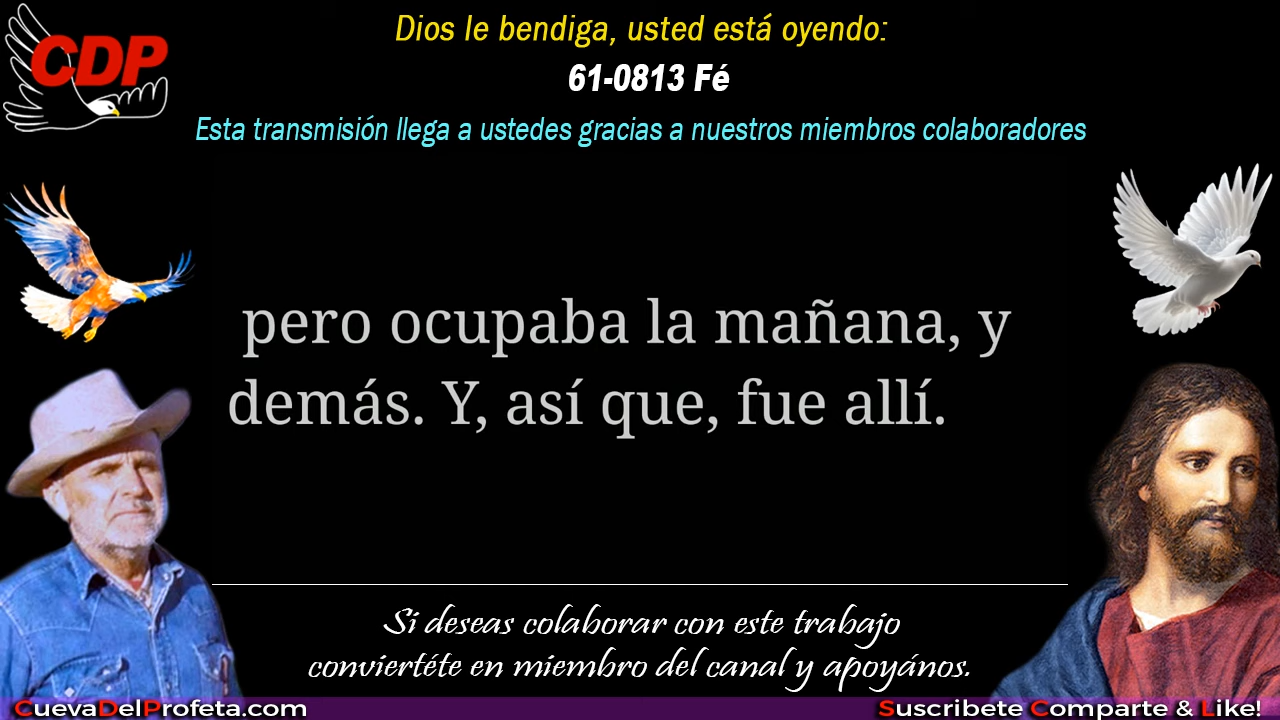 CDP
Dios le bendiga, usted está oyendo:
61-0813 Fé
Esta transmisión llega a ustedes gracias a nuestros miembros colaboradores
pero ocupaba la mañana, y
demás. Y, así que, fue allí.
Si deseas colaborar con este trabajo
conviertéte en miembro del canal y apoyános.
CuevaDelProfeta.com
Suscribete Comparte & Like!